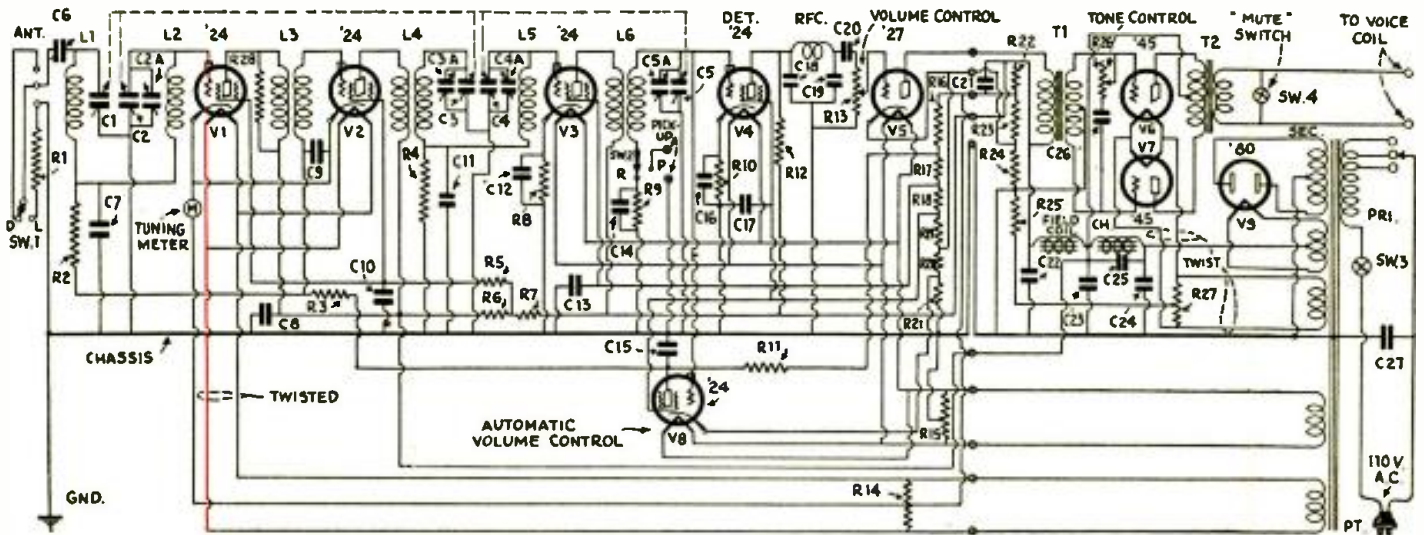 ANT.
C6
L1
C2A
L2
'24
R28
L3
'24
L4
C3A
C4A
L5
'24
L6
C5A
C5
DET.
'24
RFC.
C20
VOLUME CONTROL
'27
R22
T1
TONE CONTROL
R26
'45
T2
"MUTE" SWITCH
TO VOICE COIL
C1
C2
V1
V2
C3
C4
V3
PICK-UP
V4
C18
C19
R13
V5
R16
C21
R23
V6
SW.4
R1
D
L
SW.1
C7
R2
TUNING METER
C9
R4
C11
C12
R8
SW.2
R
P
R9
C14
R10
C16
C17
R12
R17
R18
R24
R25
C26
V7
'45
SEC.
'80
V9
PRI.
SW.3
FIELD COIL
CH
C22
C25
TWIST
R27
C23
C24
C10
R3
C8
R5
R6
R7
C13
R21
CHASSIS
C15
R11
'24
V8
AUTOMATIC VOLUME CONTROL
TWISTED
R15
C27
GND.
R14
110 V. A.C.
PT.